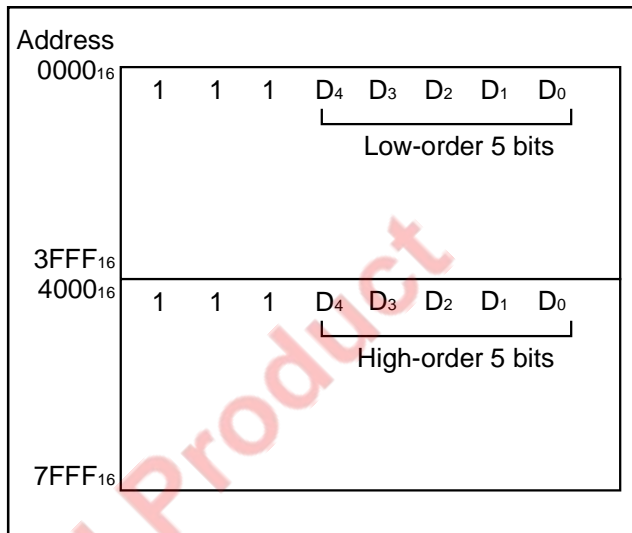 Address
0000₁₆
1 1 1 D₄ D₃ D₂ D₁ D₀
Low-order 5 bits
3FFF₁₆
4000₁₆
1 1 1 D₄ D₃ D₂ D₁ D₀
High-order 5 bits
7FFF₁₆
Product